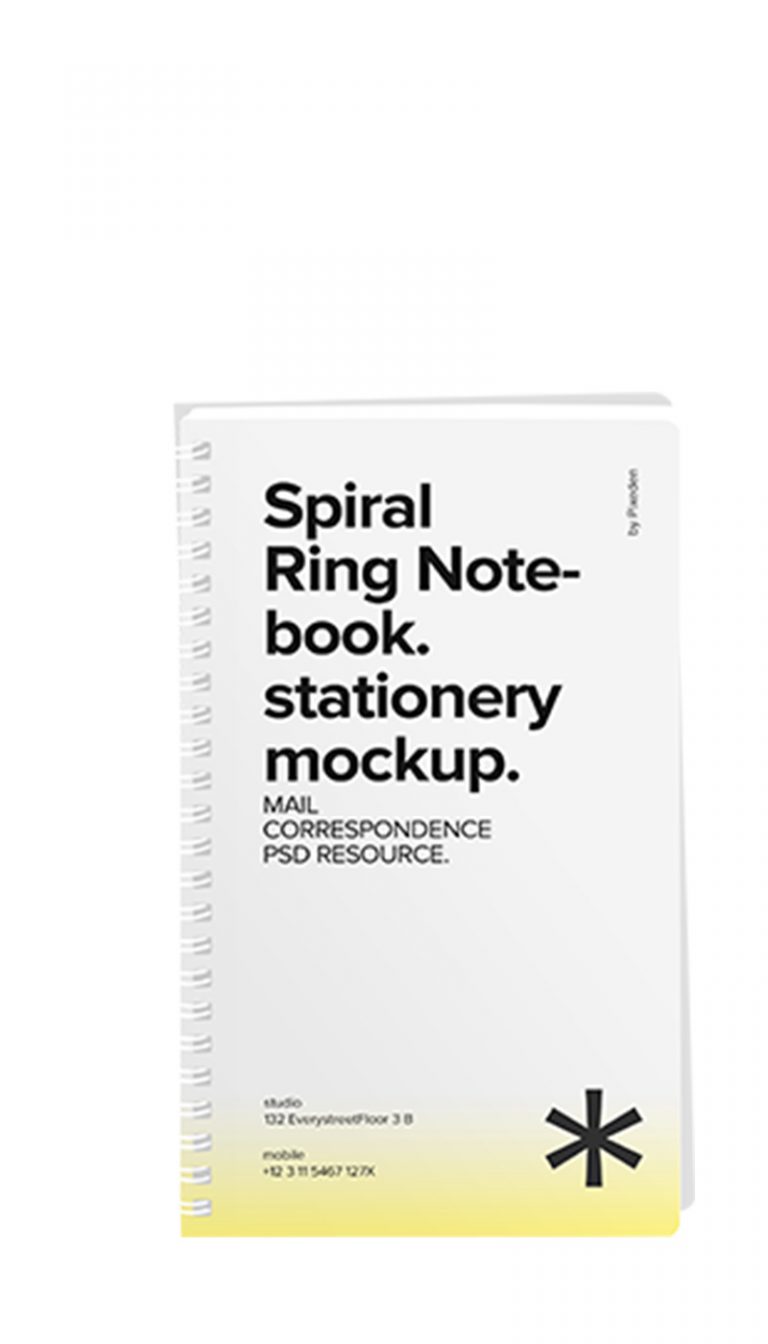 by Pixeden
Spiral
Ring Note-
book.
stationery
mockup.
MAIL
CORRESPONDENCE
PSD RESOURCE.
studio
132 EverystreetFloor 3 B
mobile
+12 3 11 5467 127X